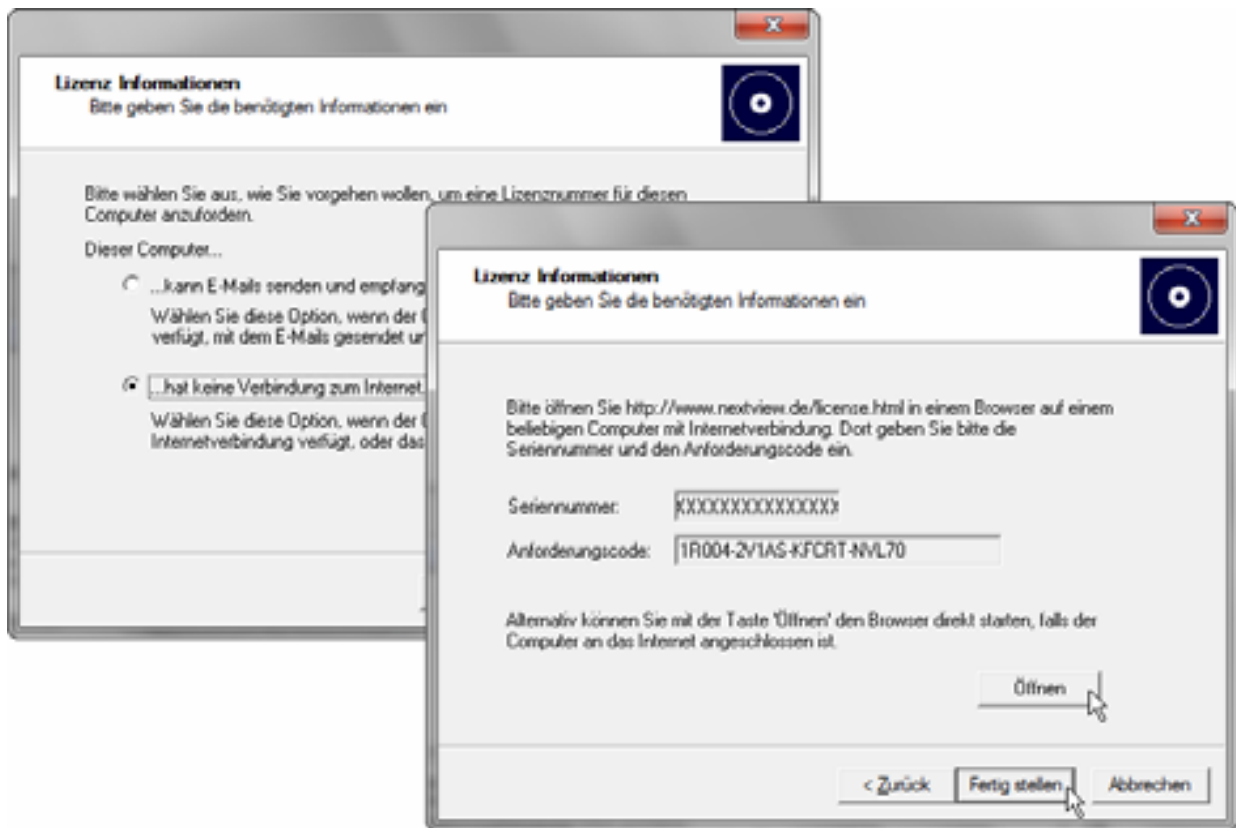 Lizenz Informationen
Bitte geben Sie die benötigten Informationen ein
Bitte wählen Sie aus, wie Sie vorgehen wollen, um eine Lizenznummer für diesen
Computer anzufordern.
Dieser Computer...
...kann E-Mails senden und empfang
Wählen Sie diese Option, wenn der
verfügt, mit dem E-Mails gesendet
...hat keine Verbindung zum Internet.
Wählen Sie diese Option, wenn der
Internetverbindung verfügt, oder das
Lizenz Informationen
Bitte geben Sie die benötigten Informationen ein
Bitte öffnen Sie http://www.nextview.de/license.html in einem Browser auf einem
beliebigen Computer mit Internetverbindung. Dort geben Sie bitte die
Seriennummer und den Anforderungscode ein.
Seriennummer: XXXXXXXXXXXXXXXX
Anforderungscode: 1R004-2V1AS-KFCRT-NVL70
Alternativ können Sie mit der Taste 'Öffnen' den Browser direkt starten, falls der
Computer an das Internet angeschlossen ist.
Öffnen
< Zurück Fertig stellen Abbrechen